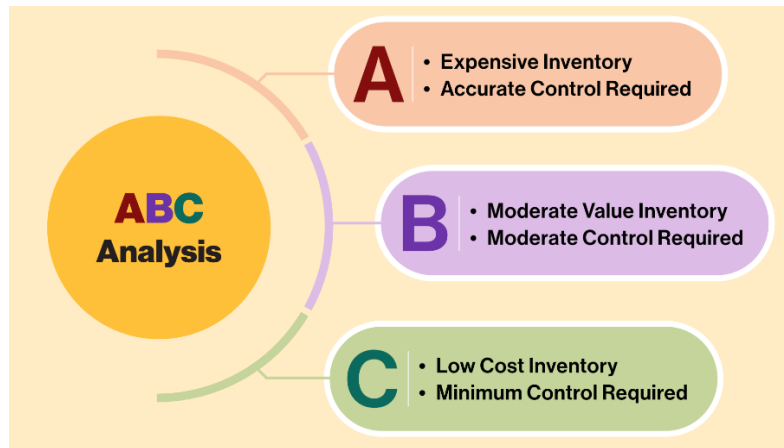 ABC
Analysis
A
• Expensive Inventory
• Accurate Control Required
B
• Moderate Value Inventory
• Moderate Control Required
C
• Low Cost Inventory
• Minimum Control Required